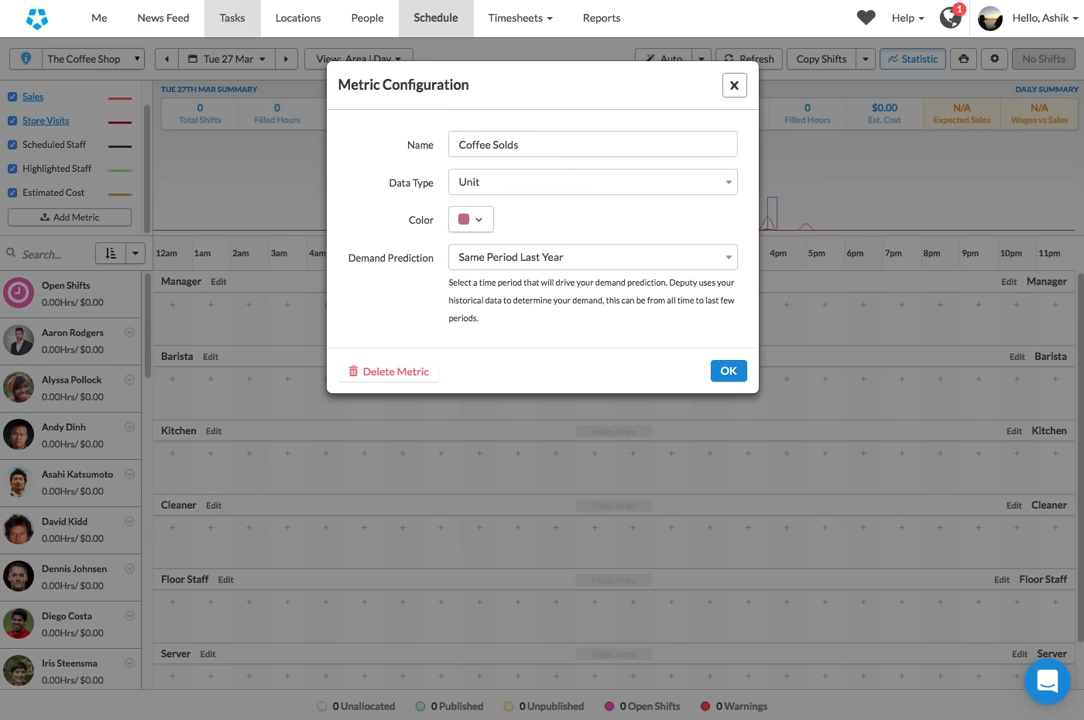 Me News Feed Tasks Locations People Schedule Timesheets Reports Help 1 Hello, Ashik
The Coffee Shop Tue 27 Mar View: Area | Day Auto Refresh Copy Shifts Statistic No Shifts
Metric Configuration
Name Coffee Solds
Data Type Unit
Color
Demand Prediction Same Period Last Year
Select a time period that will drive your demand prediction. Deputy uses your
historical data to determine your demand, this can be from all time to last few
periods.
Delete Metric OK
Sales
Store Visits
Scheduled Staff
Highlighted Staff
Estimated Cost
Add Metric
TUE 27TH MAR SUMMARY DAILY SUMMARY
0 0 0 $0.00 N/A N/A
Total Shifts Filled Hours Filled Hours Est. Cost Expected Sales Wages vs Sales
Search... 12am 1am 2am 3am 4am 4pm 5pm 6pm 7pm 8pm 9pm 10pm 11pm
Open Shifts
0.00Hrs/ $0.00
Aaron Rodgers
0.00Hrs/ $0.00
Alyssa Pollock
0.00Hrs/ $0.00
Andy Dinh
0.00Hrs/ $0.00
Asahi Katsumoto
0.00Hrs/ $0.00
David Kidd
0.00Hrs/ $0.00
Dennis Johnsen
0.00Hrs/ $0.00
Diego Costa
0.00Hrs/ $0.00
Iris Steensma
0.00Hrs/ $0.00
Manager Edit Edit Manager
Barista Edit Edit Barista
Kitchen Edit Hide Area Edit Kitchen
Cleaner Edit Hide Area Edit Cleaner
Floor Staff Edit Hide Area Edit Floor Staff
Server Edit Hide Area Edit Server
0 Unallocated 0 Published 0 Unpublished 0 Open Shifts 0 Warnings